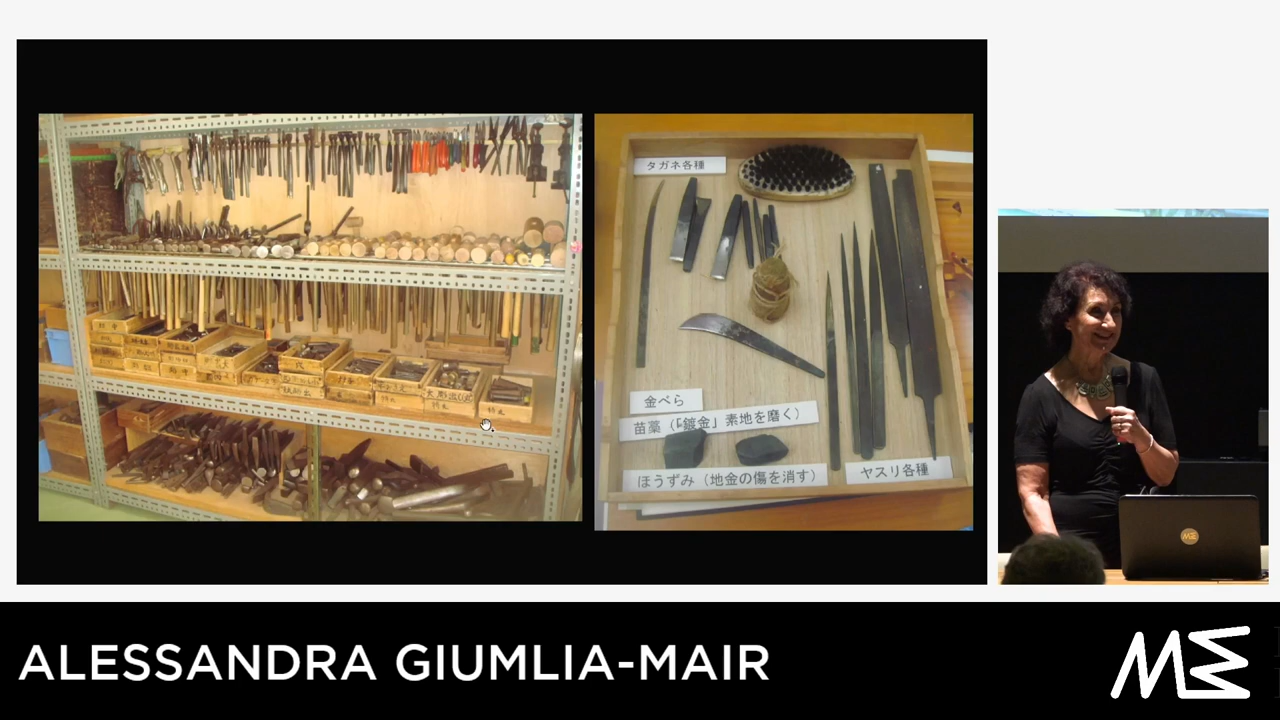 タガネ各種
金べら
苗藁（「鍍金」素地を磨く）
ほうずみ（地金の傷を消す）
ヤスリ各種
ALESSANDRA GIUMLIA-MAIR